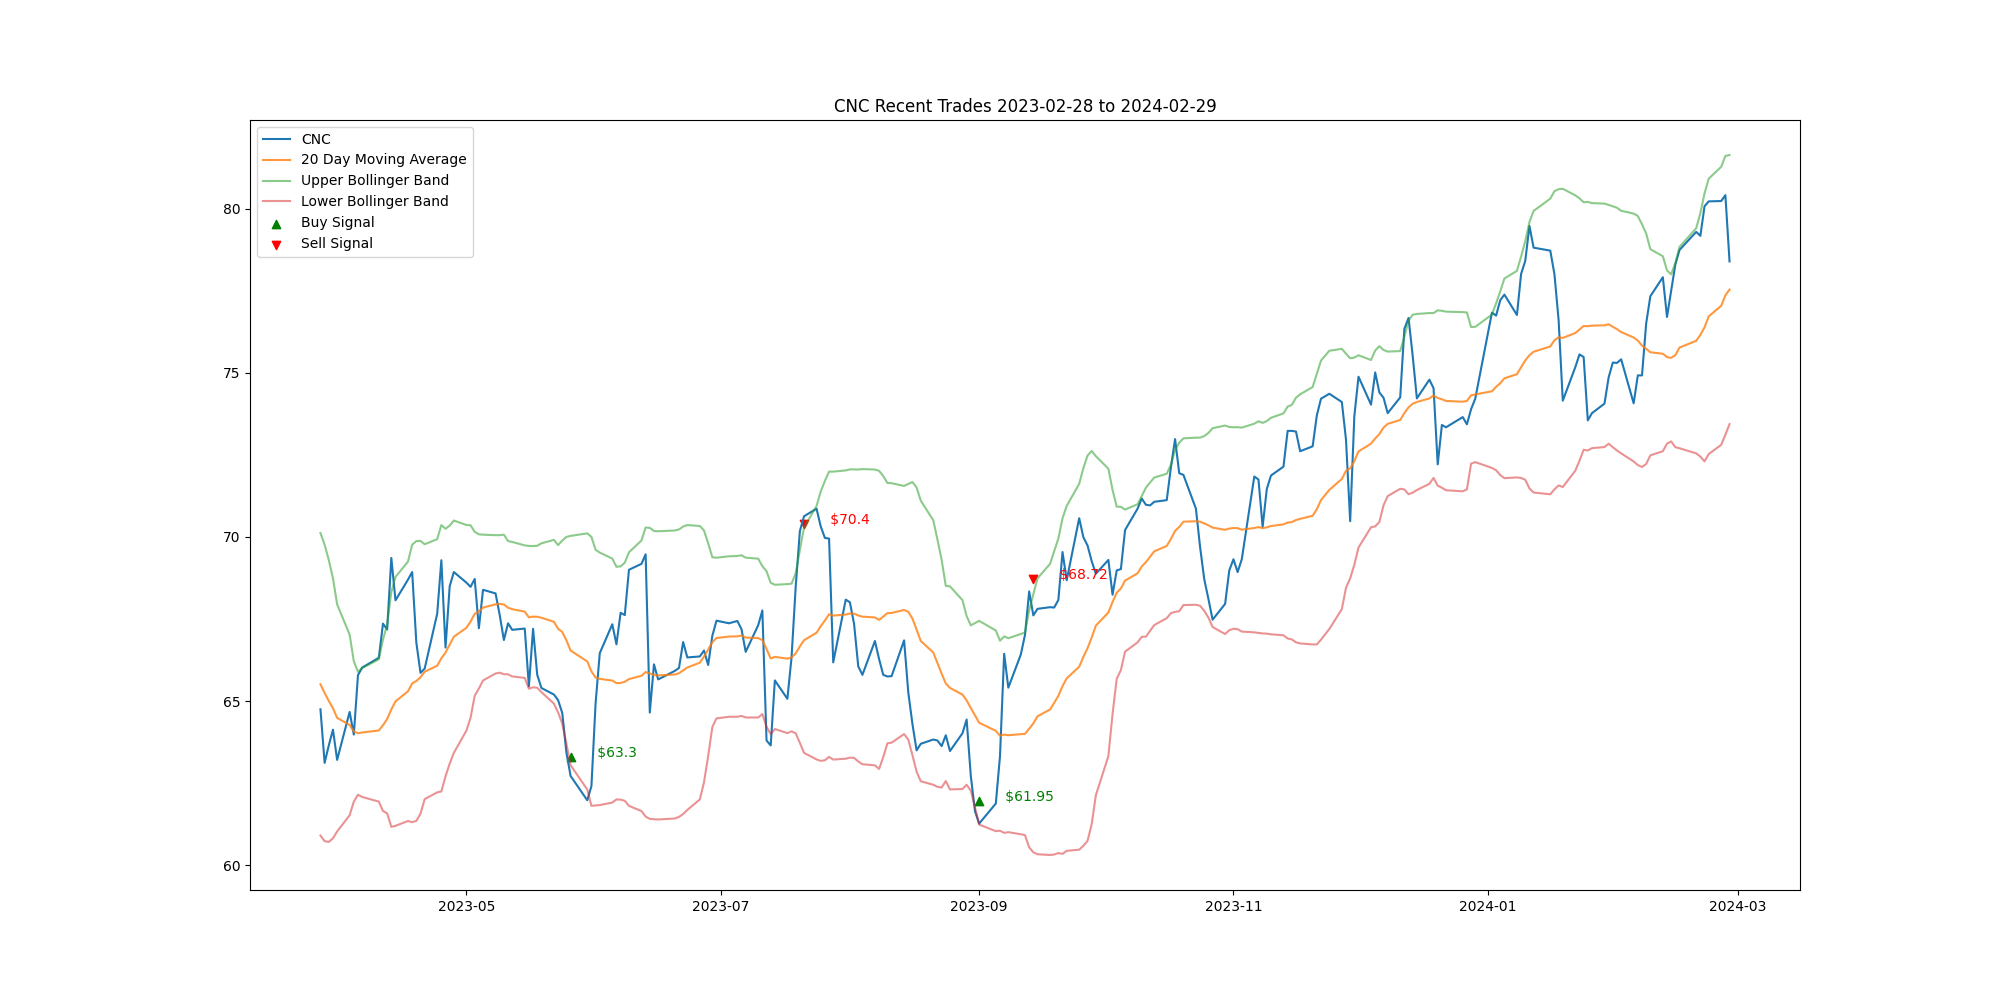 CNC Recent Trades 2023-02-28 to 2024-02-29
CNC
20 Day Moving Average
Upper Bollinger Band
Lower Bollinger Band
Buy Signal
Sell Signal
80
75
70
65
60
$70.4
$68.72
$63.3
$61.95
2023-05
2023-07
2023-09
2023-11
2024-01
2024-03